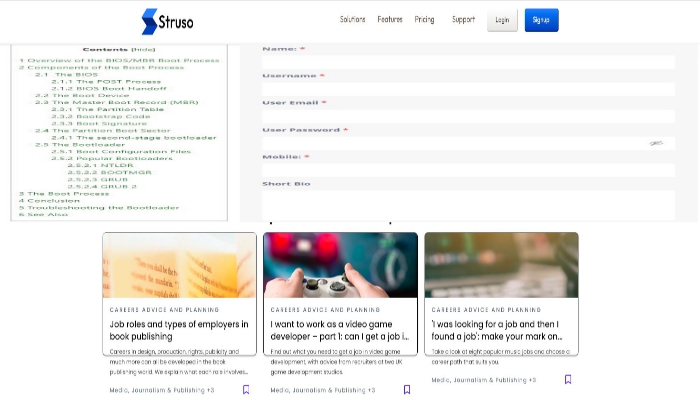 Struso
Solutions Features Pricing Support Login Signup
Contents [hide]
1 Overview of the BIOS/MBR Boot Process
2 Components of the Boot Process
2.1 The BIOS
2.1.1 The POST Process
2.1.2 BIOS Boot Handoff
2.2 The Boot Device
2.3 The Master Boot Record (MBR)
2.3.1 The Partition Table
2.3.2 Bootstrap Code
2.3.3 Boot Signature
2.4 The Partition Boot Sector
2.4.1 The second-stage bootloader
2.5 The Bootloader
2.5.1 Boot Configuration Files
2.5.2 Popular Bootloaders
2.5.2.1 NTLDR
2.5.2.2 BOOTMGR
2.5.2.3 GRUB
2.5.2.4 GRUB 2
3 The Boot Process
4 Conclusion
5 Troubleshooting the Bootloader
6 See Also
Name: *
Username *
User Email *
User Password *
Mobile: *
Short Bio
CAREERS ADVICE AND PLANNING
Job roles and types of employers in
book publishing
Careers in design, production, rights, publicity and
much more can all be developed in the book
publishing world. We explain what each role involves...
Media, Journalism & Publishing +3
CAREERS ADVICE AND PLANNING
I want to work as a video game
developer – part 1: can I get a job i...
Find out what you need to get a job in video game
development, with advice from recruiters at two UK
game development studios.
Media, Journalism & Publishing +3
CAREERS ADVICE AND PLANNING
'I was looking for a job and then I
found a job': make your mark on...
Take a look at eight popular music jobs and choose a
career path that suits you.
Media, Journalism & Publishing +3